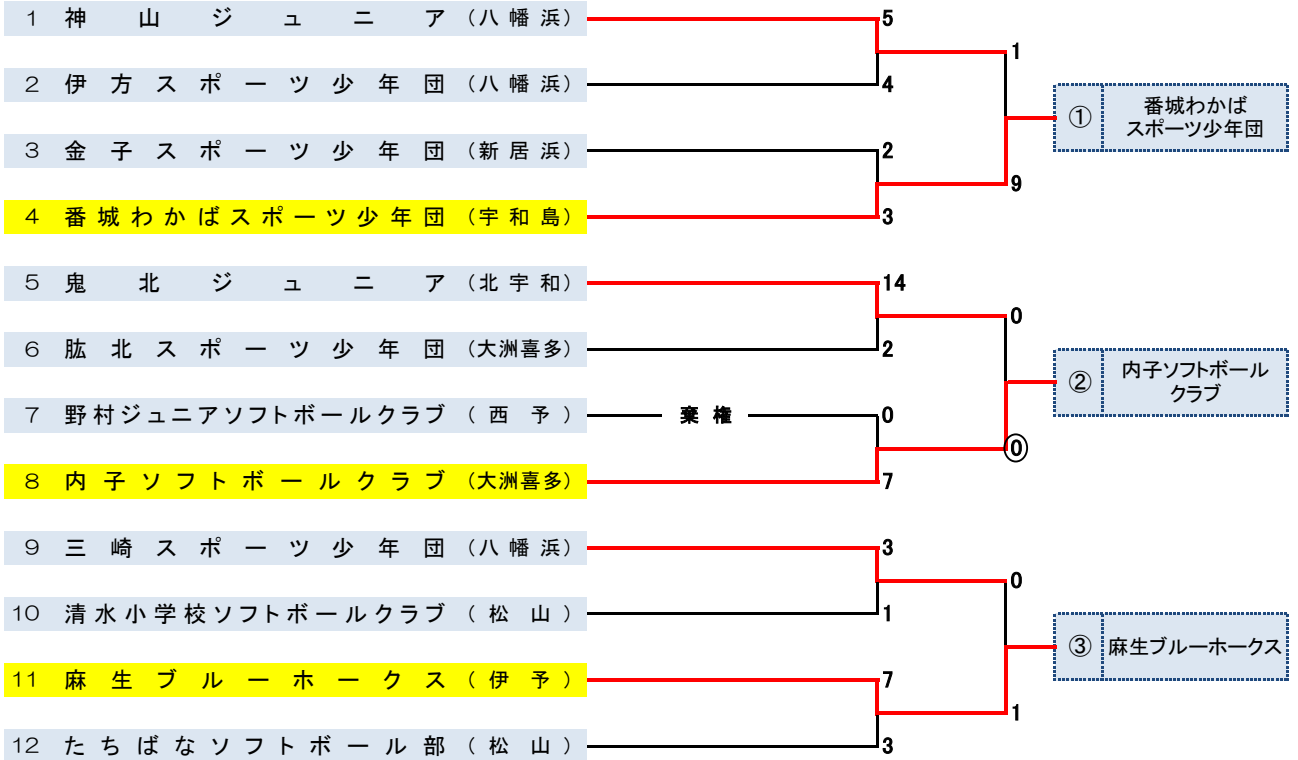 1 神山ジュニア (八幡浜) 5
1
2 伊方スポーツ少年団 (八幡浜) 4
① 番城わかば
スポーツ少年団
3 金子スポーツ少年団 (新居浜) 2
9
4 番城わかばスポーツ少年団 (宇和島) 3
5 鬼北ジュニア (北宇和) 14
0
6 肱北スポーツ少年団 (大洲喜多) 2
② 内子ソフトボール
クラブ
7 野村ジュニアソフトボールクラブ (西予) 棄権 0
0
8 内子ソフトボールクラブ (大洲喜多) 7
9 三崎スポーツ少年団 (八幡浜) 3
0
10 清水小学校ソフトボールクラブ (松山) 1
③ 麻生ブルーホークス
11 麻生ブルーホークス (伊予) 7
1
12 たちばなソフトボール部 (松山) 3